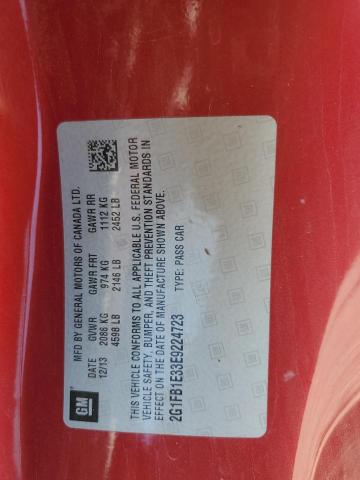 GM
MFD BY GENERAL MOTORS OF CANADA LTD.
DATE GVWR GAWR FRT GAWR RR
12/13 2086 KG 974 KG 1112 KG
4598 LB 2146 LB 2452 LB
THIS VEHICLE CONFORMS TO ALL APPLICABLE U.S. FEDERAL MOTOR
VEHICLE SAFETY, BUMPER, AND THEFT PREVENTION STANDARDS IN
EFFECT ON THE DATE OF MANUFACTURE SHOWN ABOVE.
2G1FB1E33E9224723 TYPE: PASS CAR